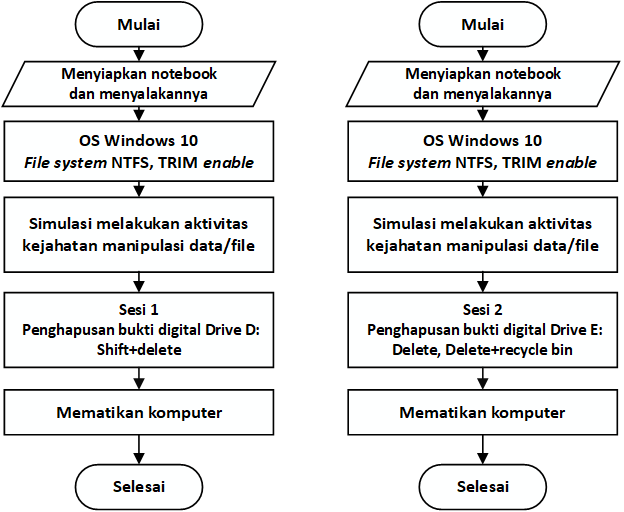 Mulai
Menyiapkan notebook
dan menyalakannya
OS Windows 10
File system NTFS, TRIM enable
Simulasi melakukan aktivitas
kejahatan manipulasi data/file
Sesi 1
Penghapusan bukti digital Drive D:
Shift+delete
Mematikan komputer
Selesai
Mulai
Menyiapkan notebook
dan menyalakannya
OS Windows 10
File system NTFS, TRIM enable
Simulasi melakukan aktivitas
kejahatan manipulasi data/file
Sesi 2
Penghapusan bukti digital Drive E:
Delete, Delete+recycle bin
Mematikan komputer
Selesai